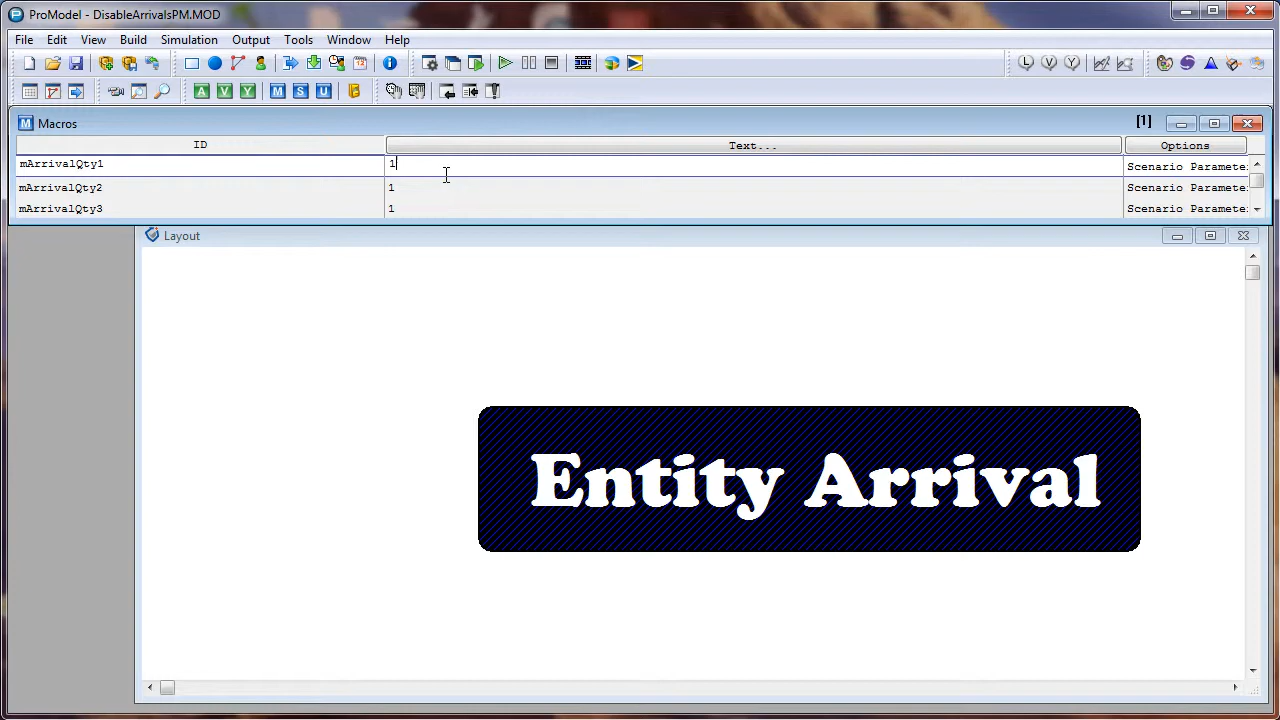 ProModel - DisableArrivalsPM.MOD
File Edit View Build Simulation Output Tools Window Help
Macros [1]
ID Text... Options
mArrivalQty1 1 Scenario Paramete
mArrivalQty2 1 Scenario Paramete
mArrivalQty3 1 Scenario Paramete
Layout
Entity Arrival